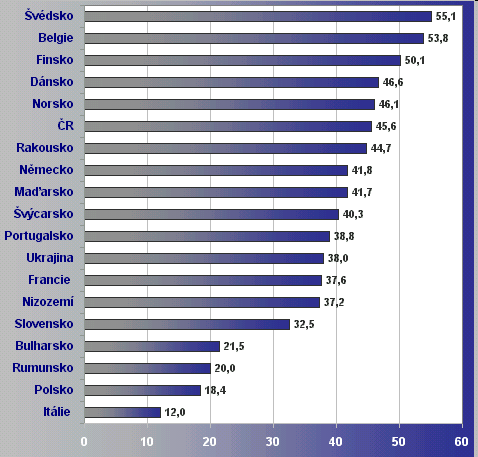 Švédsko 55,1
Belgie 53,8
Finsko 50,1
Dánsko 46,6
Norsko 46,1
ČR 45,6
Rakousko 44,7
Německo 41,8
Maďarsko 41,7
Švýcarsko 40,3
Portugalsko 38,8
Ukrajina 38,0
Francie 37,6
Nizozemí 37,2
Slovensko 32,5
Bulharsko 21,5
Rumunsko 20,0
Polsko 18,4
Itálie 12,0
0 10 20 30 40 50 60